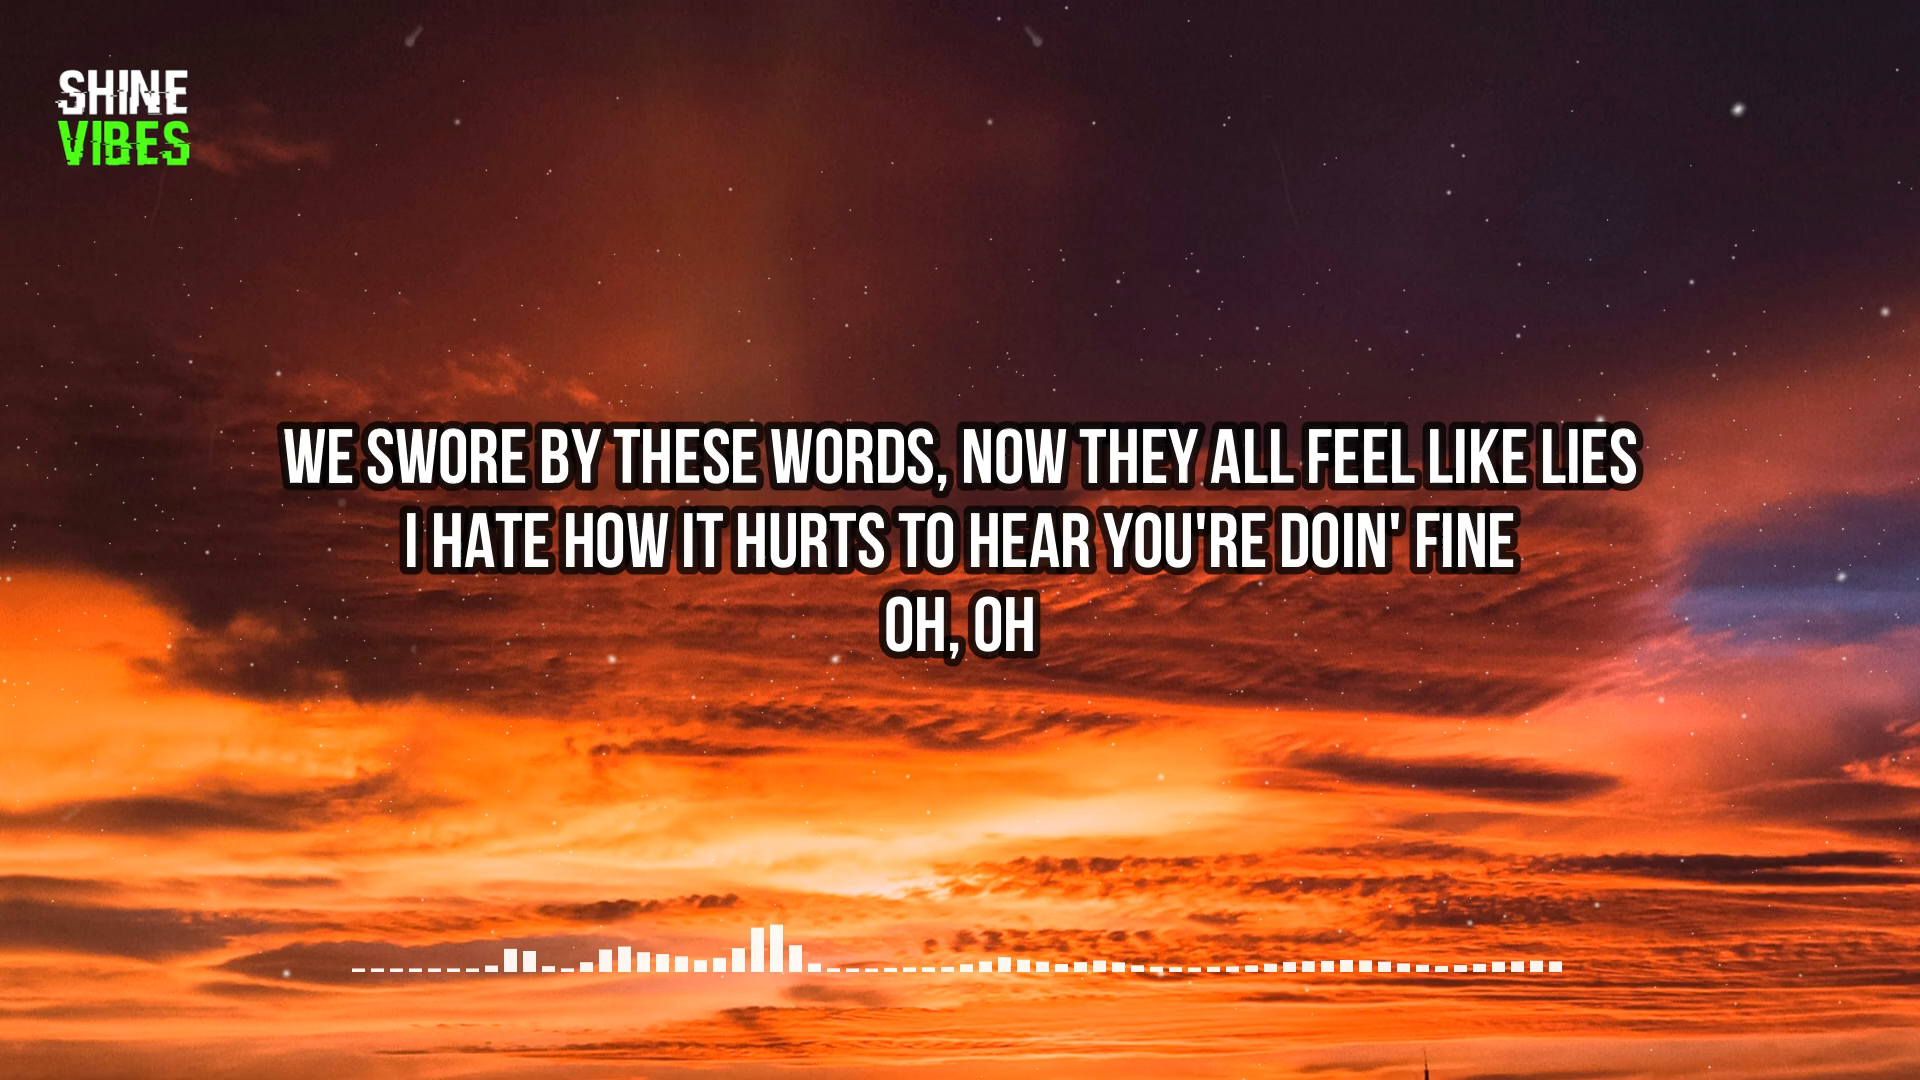 SHINE
VIBES
WE SWORE BY THESE WORDS, NOW THEY ALL FEEL LIKE LIES
I HATE HOW IT HURTS TO HEAR YOU'RE DOIN' FINE
OH, OH